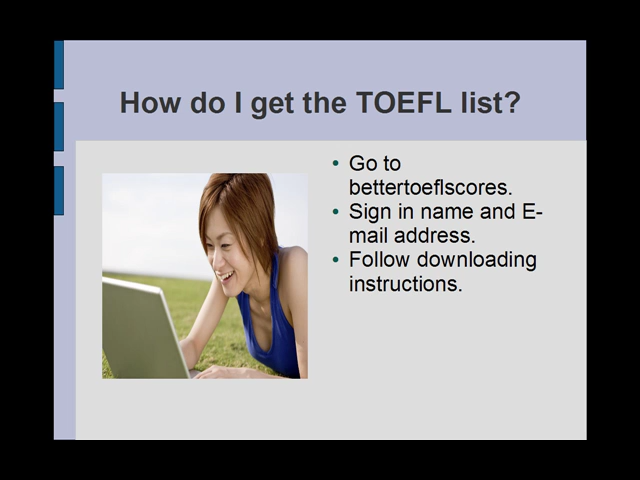 How do I get the TOEFL list?
• Go to
bettertoeflscores.
• Sign in name and E-
mail address.
• Follow downloading
instructions.